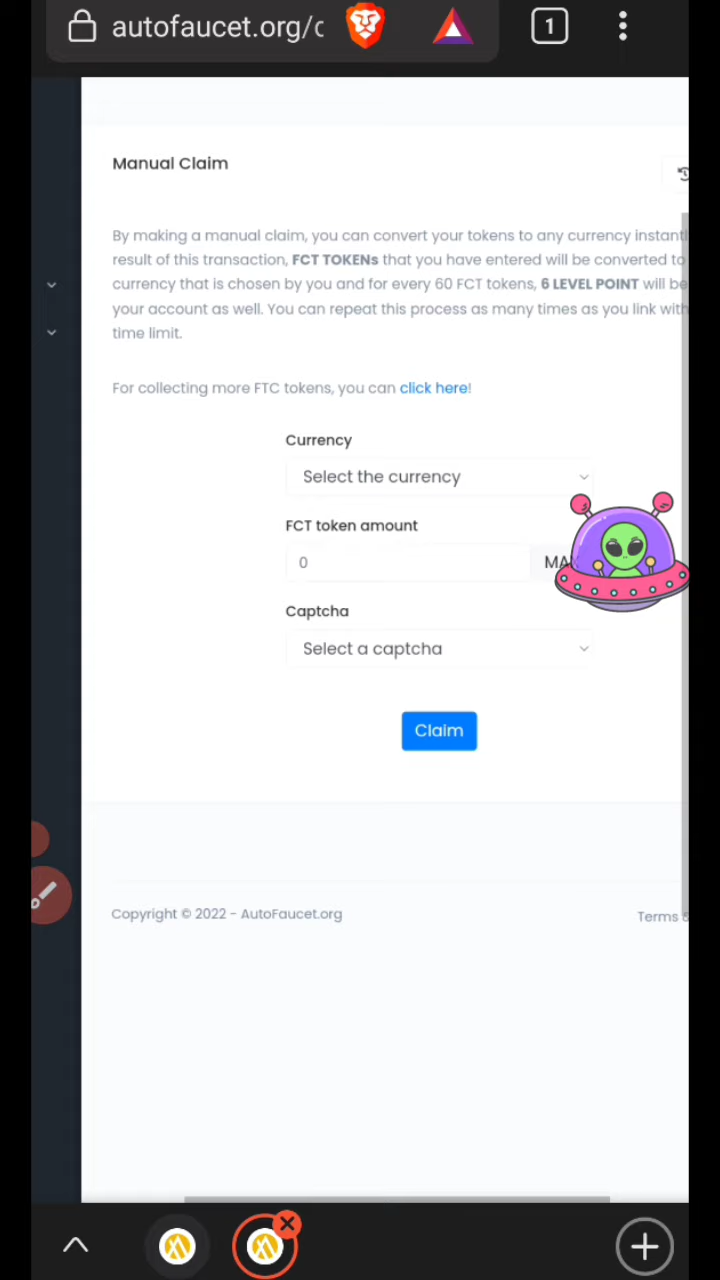 autofaucet.org/c
1
Manual Claim
By making a manual claim, you can convert your tokens to any currency instantl
result of this transaction, FCT TOKENs that you have entered will be converted to
currency that is chosen by you and for every 60 FCT tokens, 6 LEVEL POINT will be
your account as well. You can repeat this process as many times as you link with
time limit.
For collecting more FTC tokens, you can click here!
Currency
Select the currency
FCT token amount
0
MAX
Captcha
Select a captcha
Claim
Copyright © 2022 - AutoFaucet.org
Terms &